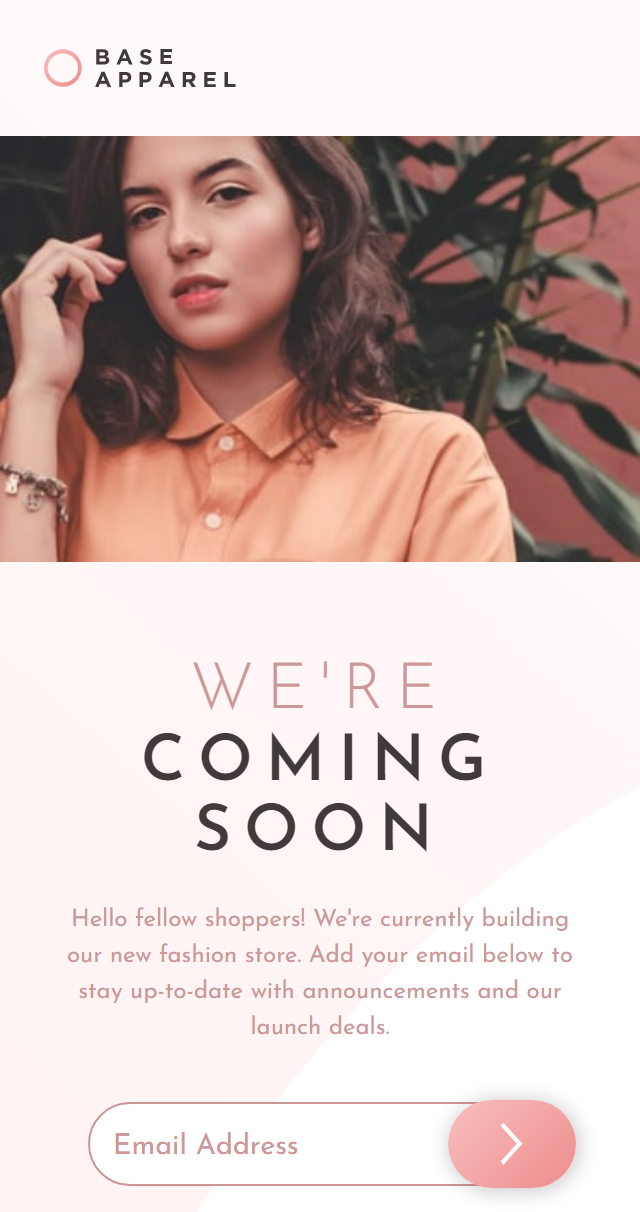 BASE
APPAREL
WE'RE
COMING
SOON
Hello fellow shoppers! We're currently building
our new fashion store. Add your email below to
stay up-to-date with announcements and our
launch deals.
Email Address